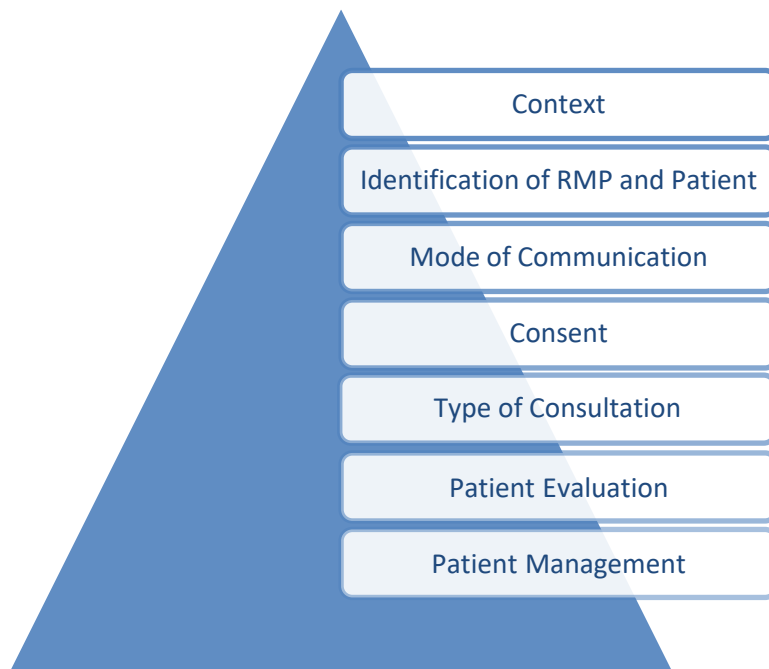 Context
Identification of RMP and Patient
Mode of Communication
Consent
Type of Consultation
Patient Evaluation
Patient Management